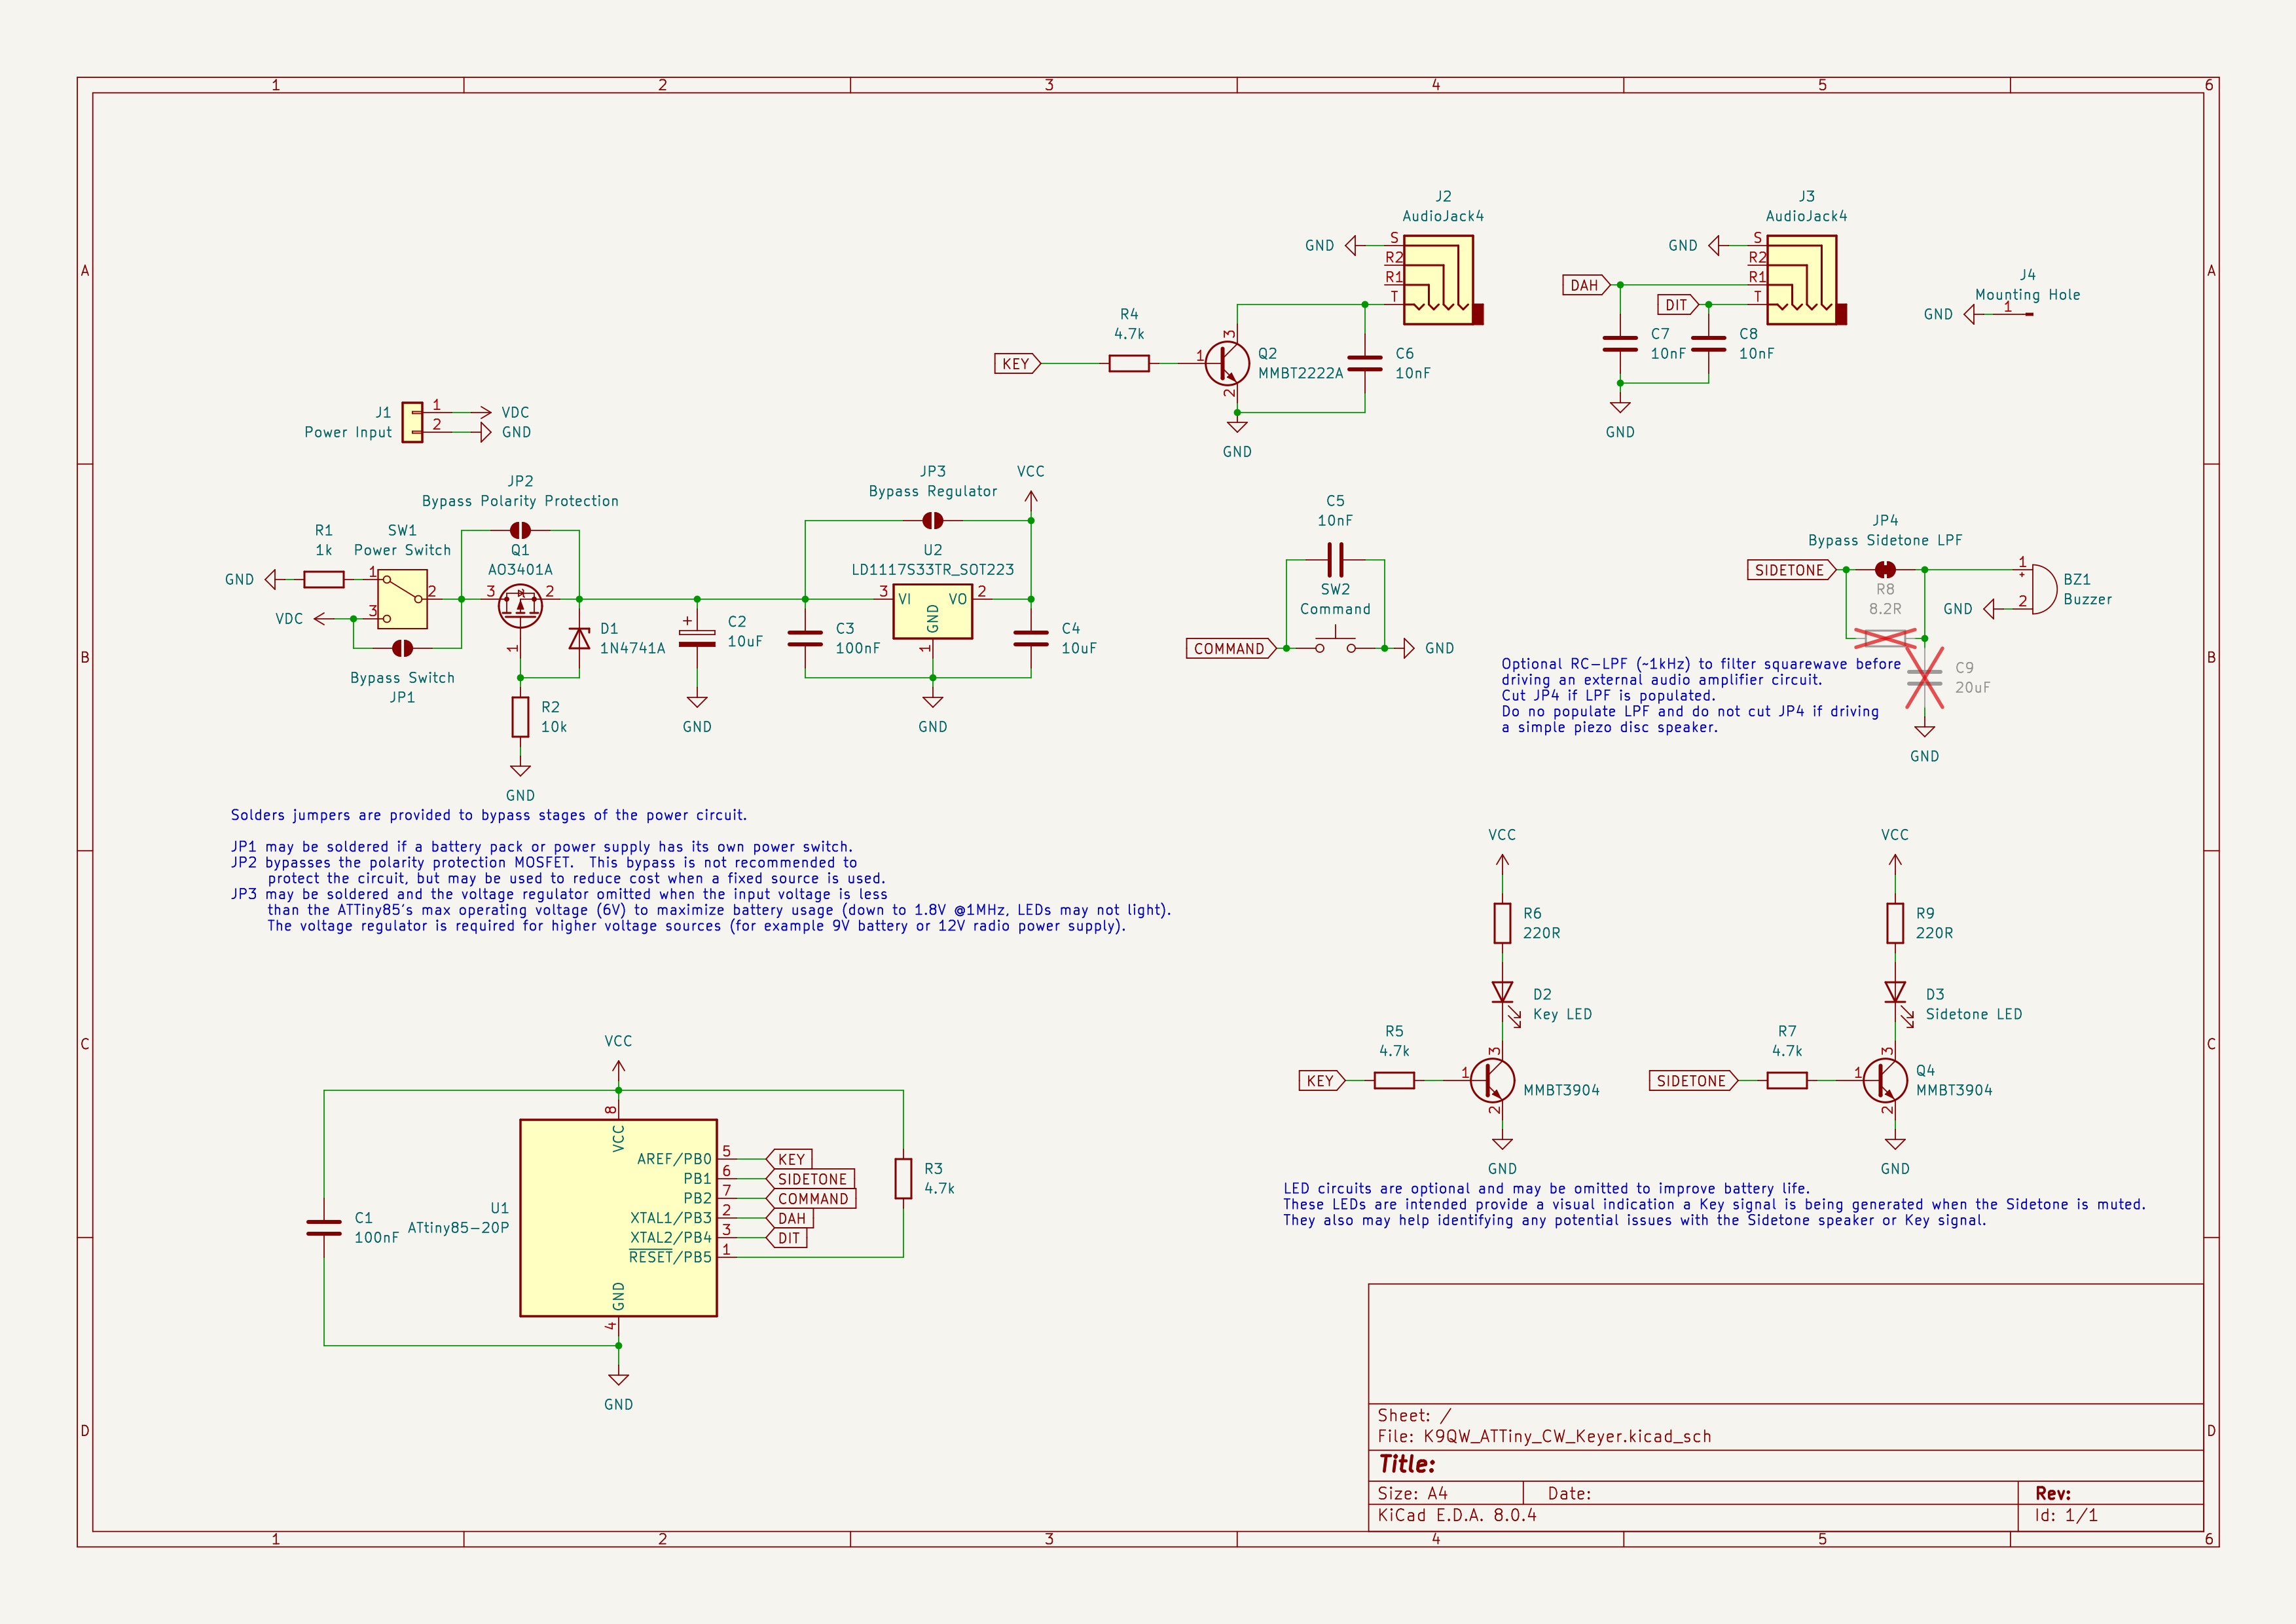 1 2 3 4 5 6
A
A
B
B
C
C
D
D
J2
AudioJack4
GND
S
R2
R1
T
J3
AudioJack4
GND
S
R2
R1
T
DAH
DIT
C7
10nF
C8
10nF
GND
J4
Mounting Hole
GND
1
R4
4.7k
KEY
1
3
2
Q2
MMBT2222A
C6
10nF
GND
J1
Power Input
1
2
VDC
GND
JP2
Bypass Polarity Protection
R1
1k
SW1
Power Switch
Q1
AO3401A
GND
1
2
3
VDC
Bypass Switch
JP1
3
2
1
D1
1N4741A
R2
10k
GND
C2
10uF
+
GND
JP3
Bypass Regulator
VCC
U2
LD1117S33TR_SOT223
3
VI
VO
2
GND
1
C3
100nF
C4
10uF
GND
C5
10nF
SW2
Command
COMMAND
GND
JP4
Bypass Sidetone LPF
SIDETONE
R8
8.2R
1
+
2
BZ1
Buzzer
GND
C9
20uF
GND
Optional RC-LPF (~1kHz) to filter squarewave before
driving an external audio amplifier circuit.
Cut JP4 if LPF is populated.
Do no populate LPF and do not cut JP4 if driving
a simple piezo disc speaker.
Solders jumpers are provided to bypass stages of the power circuit.
JP1 may be soldered if a battery pack or power supply has its own power switch.
JP2 bypasses the polarity protection MOSFET.  This bypass is not recommended to
protect the circuit, but may be used to reduce cost when a fixed source is used.
JP3 may be soldered and the voltage regulator omitted when the input voltage is less
than the ATTiny85's max operating voltage (6V) to maximize battery usage (down to 1.8V @1MHz, LEDs may not light).
The voltage regulator is required for higher voltage sources (for example 9V battery or 12V radio power supply).
VCC
R6
220R
D2
Key LED
R5
4.7k
KEY
1
3
2
MMBT3904
GND
VCC
R9
220R
D3
Sidetone LED
R7
4.7k
SIDETONE
1
3
2
Q4
MMBT3904
GND
LED circuits are optional and may be omitted to improve battery life.
These LEDs are intended provide a visual indication a Key signal is being generated when the Sidetone is muted.
They also may help identifying any potential issues with the Sidetone speaker or Key signal.
VCC
8
VCC
AREF/PB0
5
KEY
PB1
6
SIDETONE
PB2
7
COMMAND
XTAL1/PB3
2
DAH
XTAL2/PB4
3
DIT
RESET/PB5
1
R3
4.7k
U1
ATtiny85-20P
C1
100nF
GND
4
GND
Sheet: /
File: K9QW_ATTiny_CW_Keyer.kicad_sch
Title:
Size: A4
Date:
Rev:
KiCad E.D.A. 8.0.4
Id: 1/1
1 2 3 4 5 6